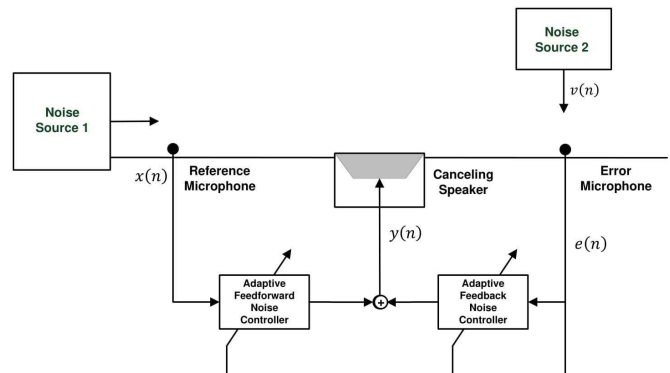 Noise
Source 2
v(n)
Noise
Source 1
x(n)
Reference
Microphone
Canceling
Speaker
Error
Microphone
y(n)
e(n)
Adaptive
Feedforward
Noise
Controller
+
Adaptive
Feedback
Noise
Controller